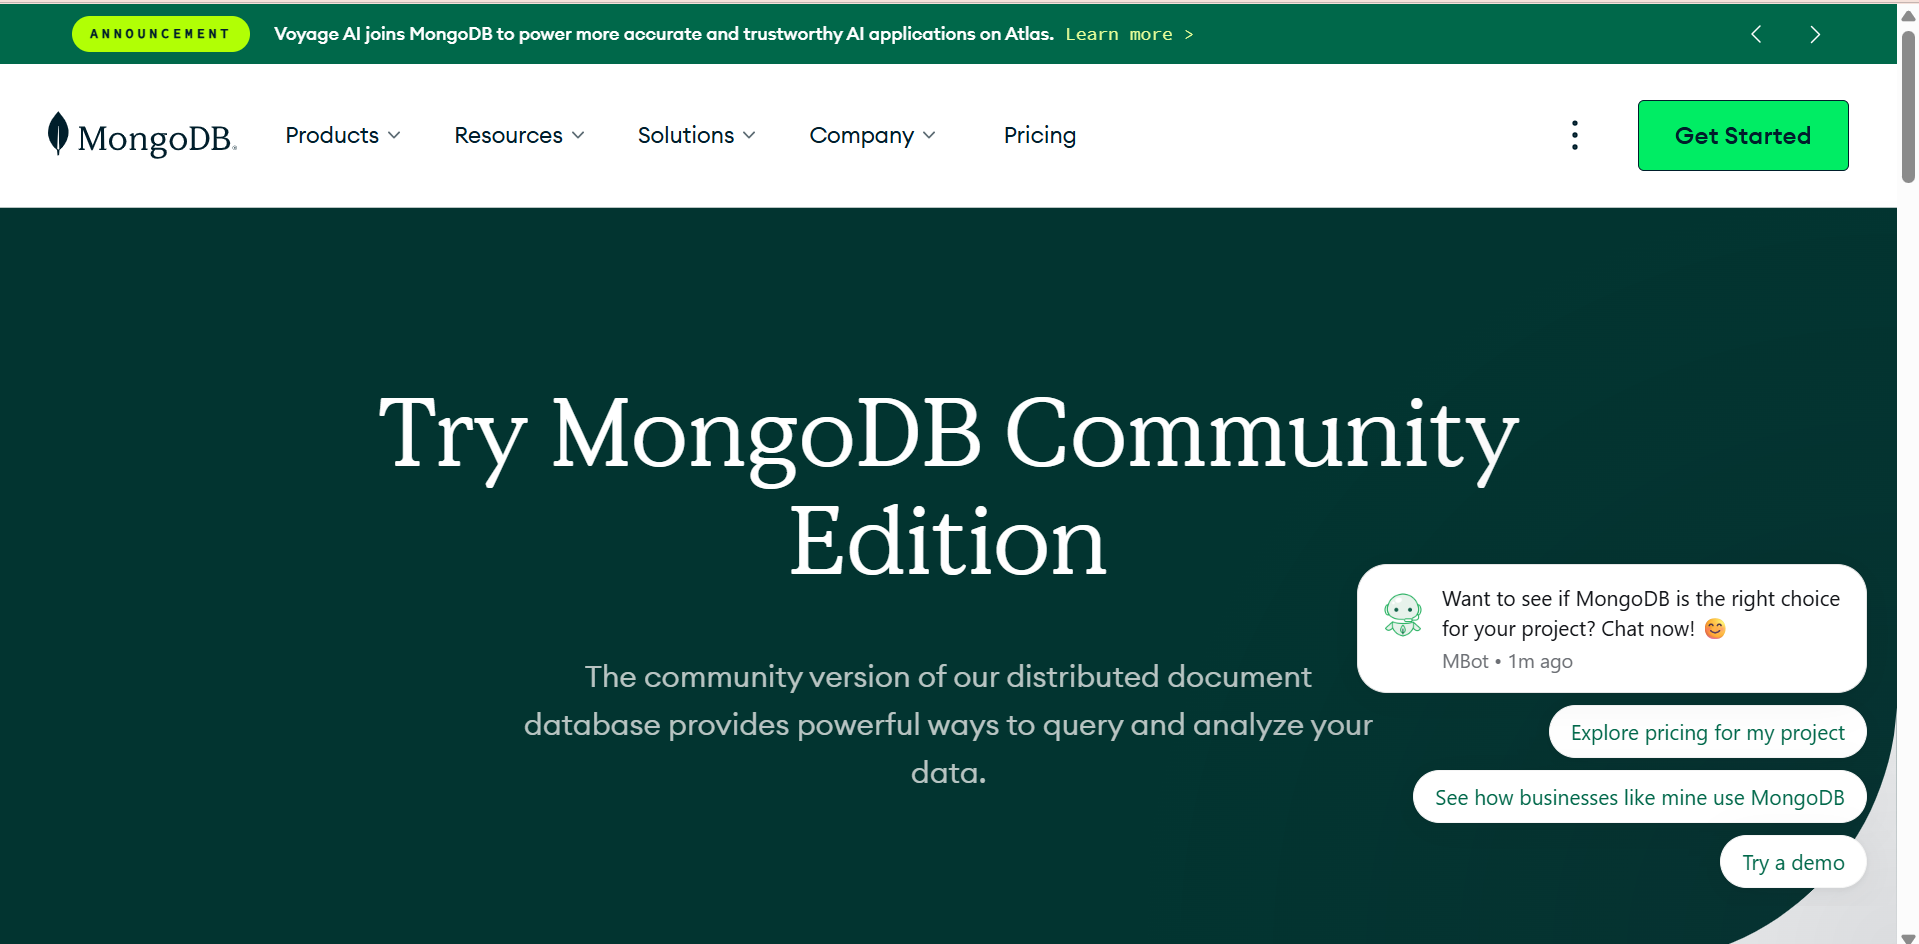 ANNOUNCEMENT Voyage AI joins MongoDB to power more accurate and trustworthy AI applications on Atlas. Learn more >
MongoDB. Products Resources Solutions Company Pricing Get Started
Try MongoDB Community
Edition
The community version of our distributed document
database provides powerful ways to query and analyze your
data.
Want to see if MongoDB is the right choice
for your project? Chat now! 😊
MBot • 1m ago
Explore pricing for my project
See how businesses like mine use MongoDB
Try a demo